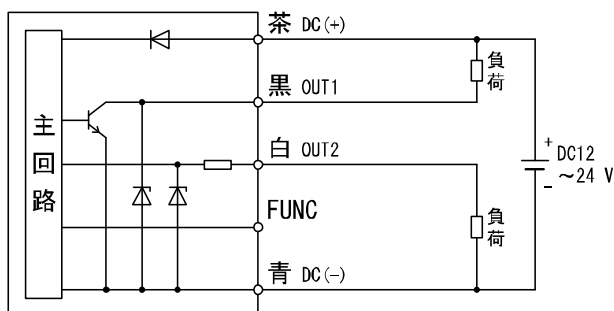 茶 DC(+)
負荷
黒 OUT1
主回路
白 OUT2
+ DC12
～24 V
-
FUNC
負荷
青 DC(-)